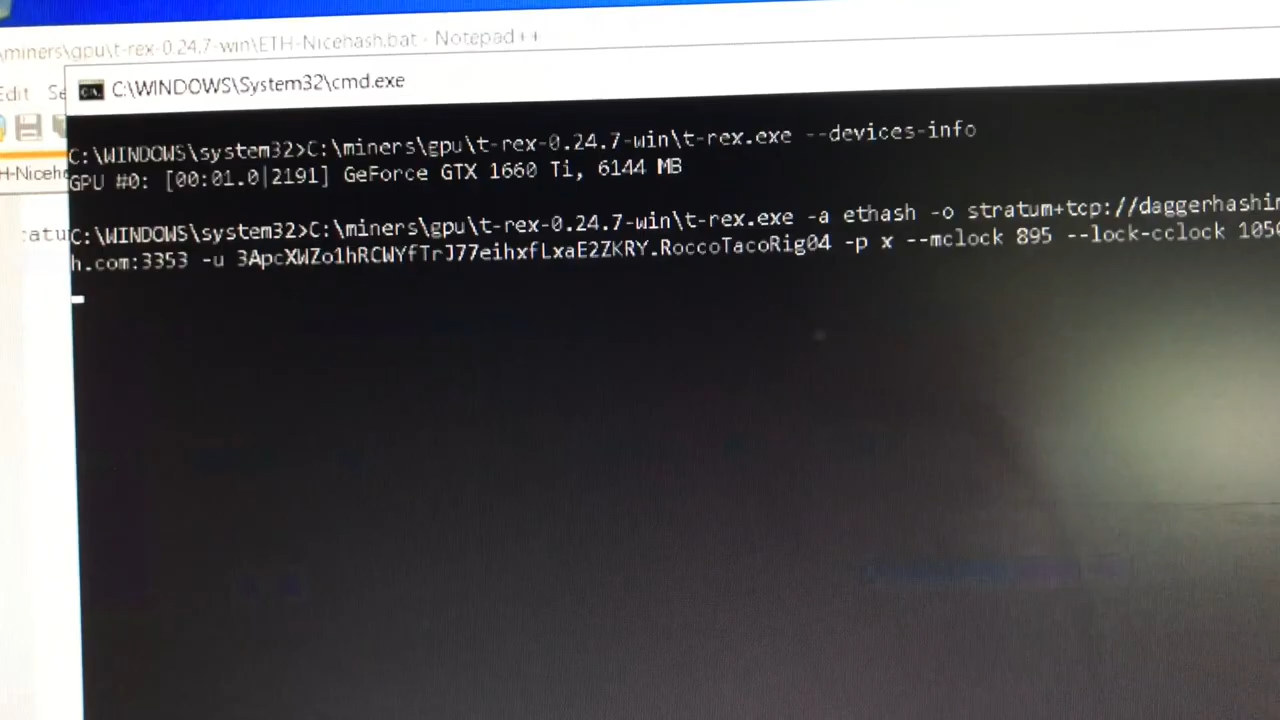 \miners\gpu\t-rex-0.24.7-win\ETH-Nicehash.bat - Notepad++
Edit Se
C:\WINDOWS\System32\cmd.exe
H-Niceh
C:\WINDOWS\system32>C:\miners\gpu\t-rex-0.24.7-win\t-rex.exe --devices-info
GPU #0: [00:01.0|2191] GeForce GTX 1660 Ti, 6144 MB
:atu
C:\WINDOWS\system32>C:\miners\gpu\t-rex-0.24.7-win\t-rex.exe -a ethash -o stratum+tcp://daggerhashin
h.com:3353 -u 3ApcXWZo1hRCWYfTrJ77eihxfLxaE2ZKRY.RoccoTacoRig04 -p x --mclock 895 --lock-cclock 1050